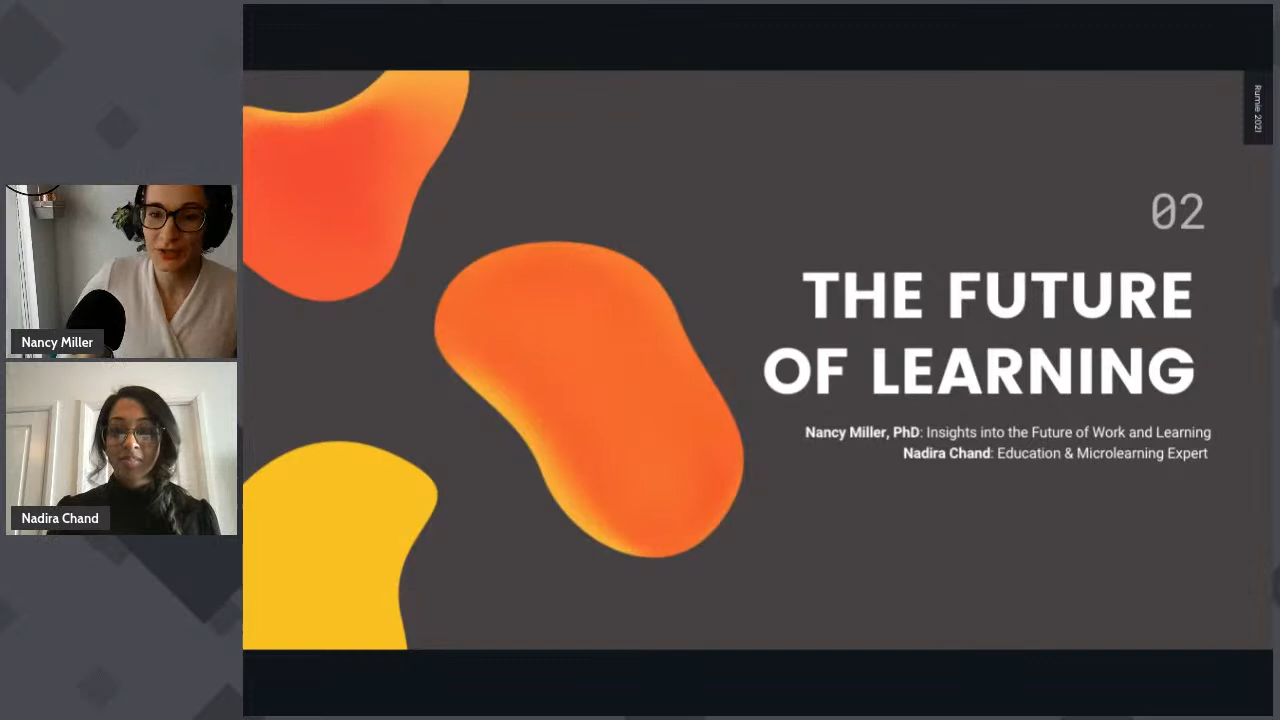 Rumie 2021
02
THE FUTURE
OF LEARNING
Nancy Miller, PhD: Insights into the Future of Work and Learning
Nadira Chand: Education & Microlearning Expert
Nancy Miller
Nadira Chand